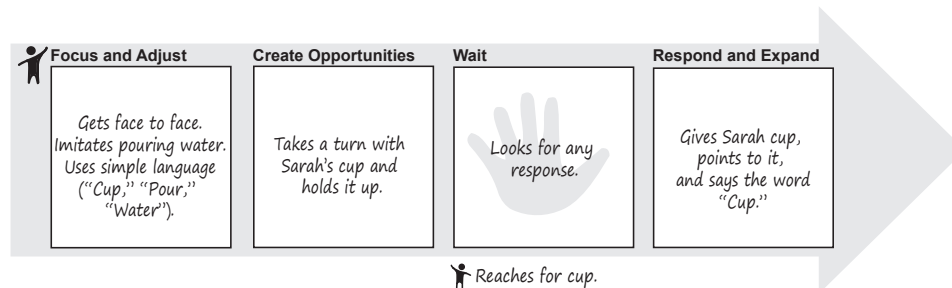 Focus and Adjust
Gets face to face.
Imitates pouring water.
Uses simple language
(“Cup,” “Pour,”
“Water”).
Create Opportunities
Takes a turn with
Sarah’s cup and
holds it up.
Wait
Looks for any
response.
Respond and Expand
Gives Sarah cup,
points to it,
and says the word
“Cup.”
Reaches for cup.